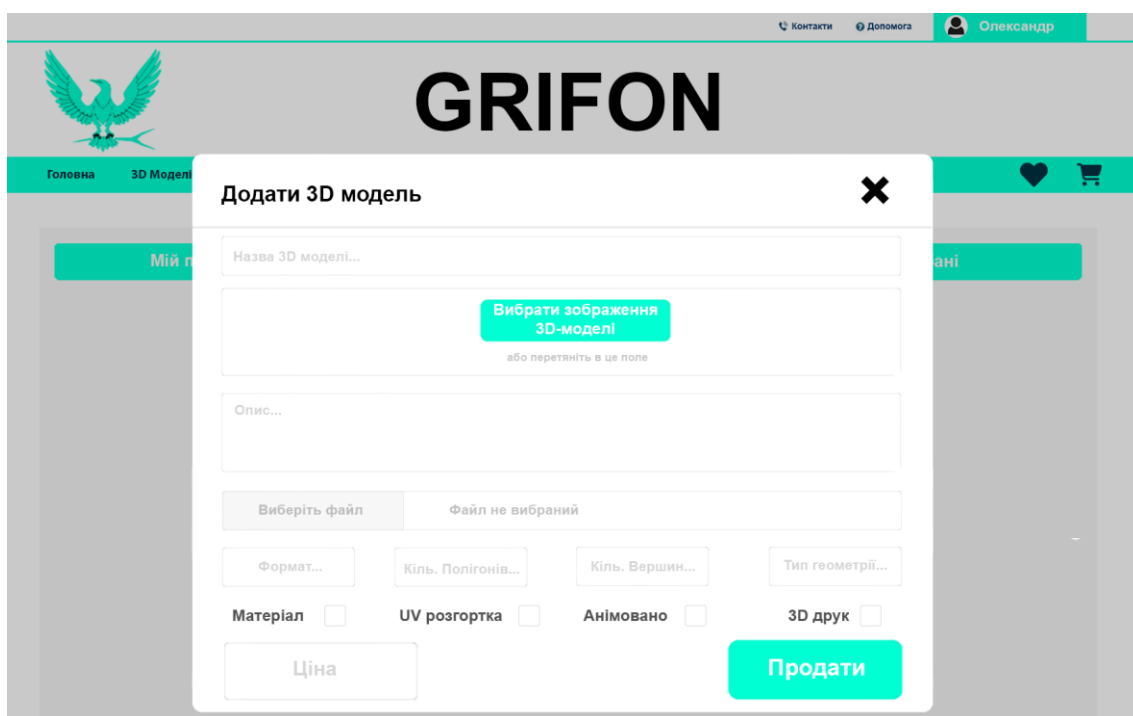 Контакти Допомога Олександр
GRIFON
Головна 3D Моделі
Додати 3D модель
Мій
Назва 3D моделі...
Вибрати зображення
3D-моделі
або перетяніть в це поле
Опис...
Виберіть файл Файл не вибраний
Формат... Кіль. Полігонів... Кіль. Вершин... Тип геометрії...
Матеріал UV розгортка Анімовано 3D друк
Ціна Продати